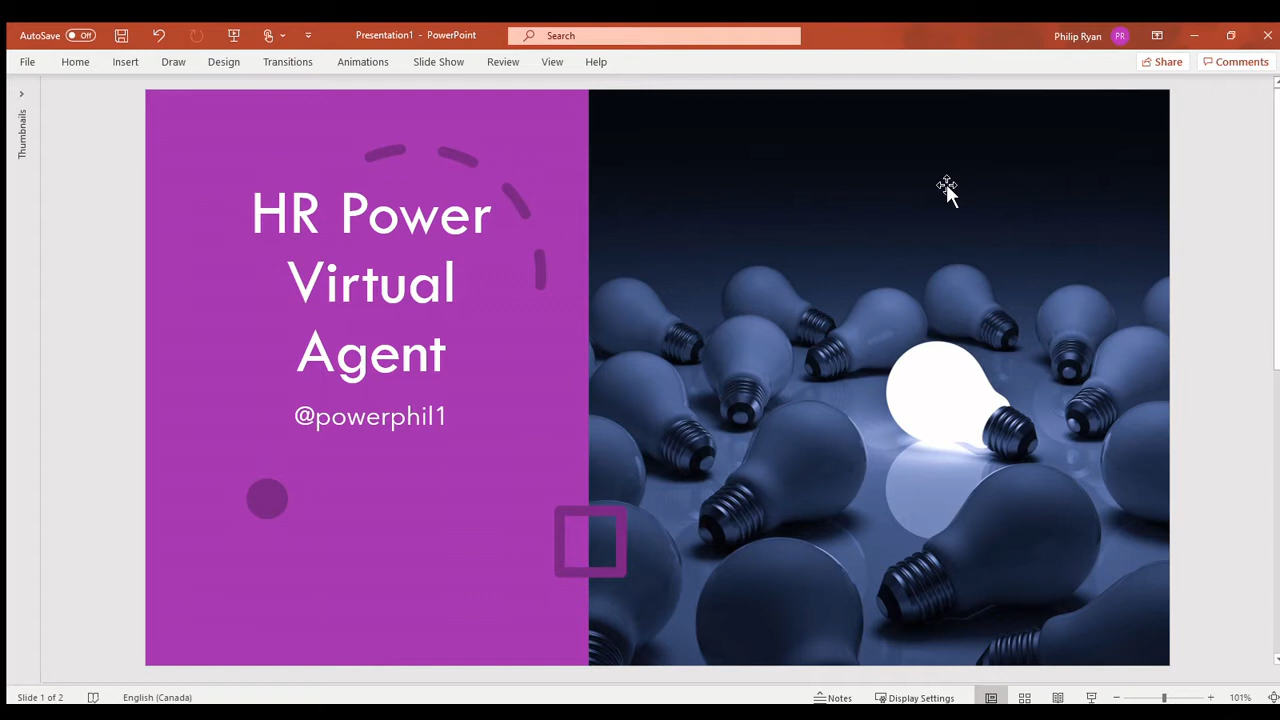 AutoSave Off
Presentation1 - PowerPoint
Search
Philip Ryan PR
File Home Insert Draw Design Transitions Animations Slide Show Review View Help
Share Comments
Thumbnails
HR Power
Virtual
Agent
@powerphil1
Slide 1 of 2 English (Canada) Notes Display Settings 101%